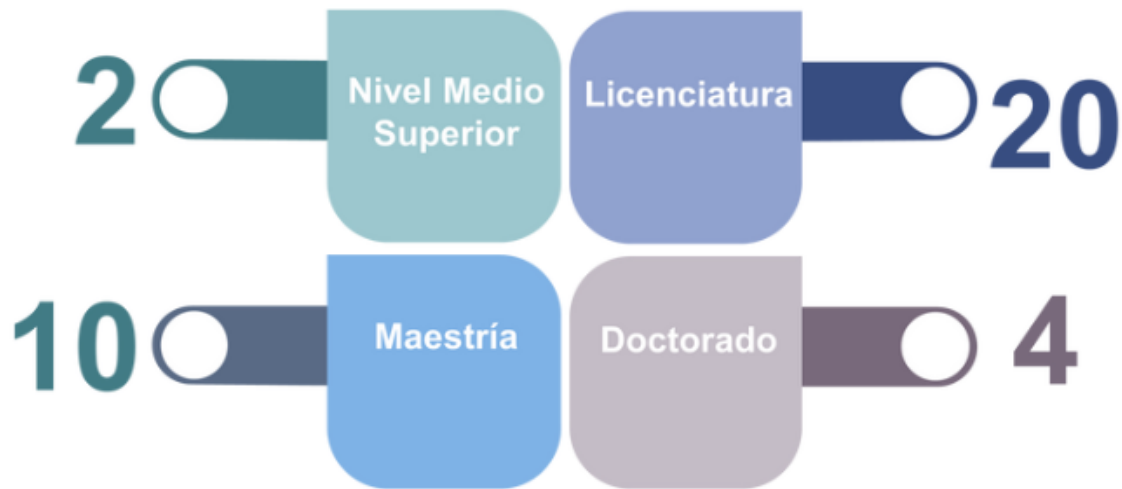 2
Nivel Medio
Superior
Licenciatura
20
10
Maestría
Doctorado
4